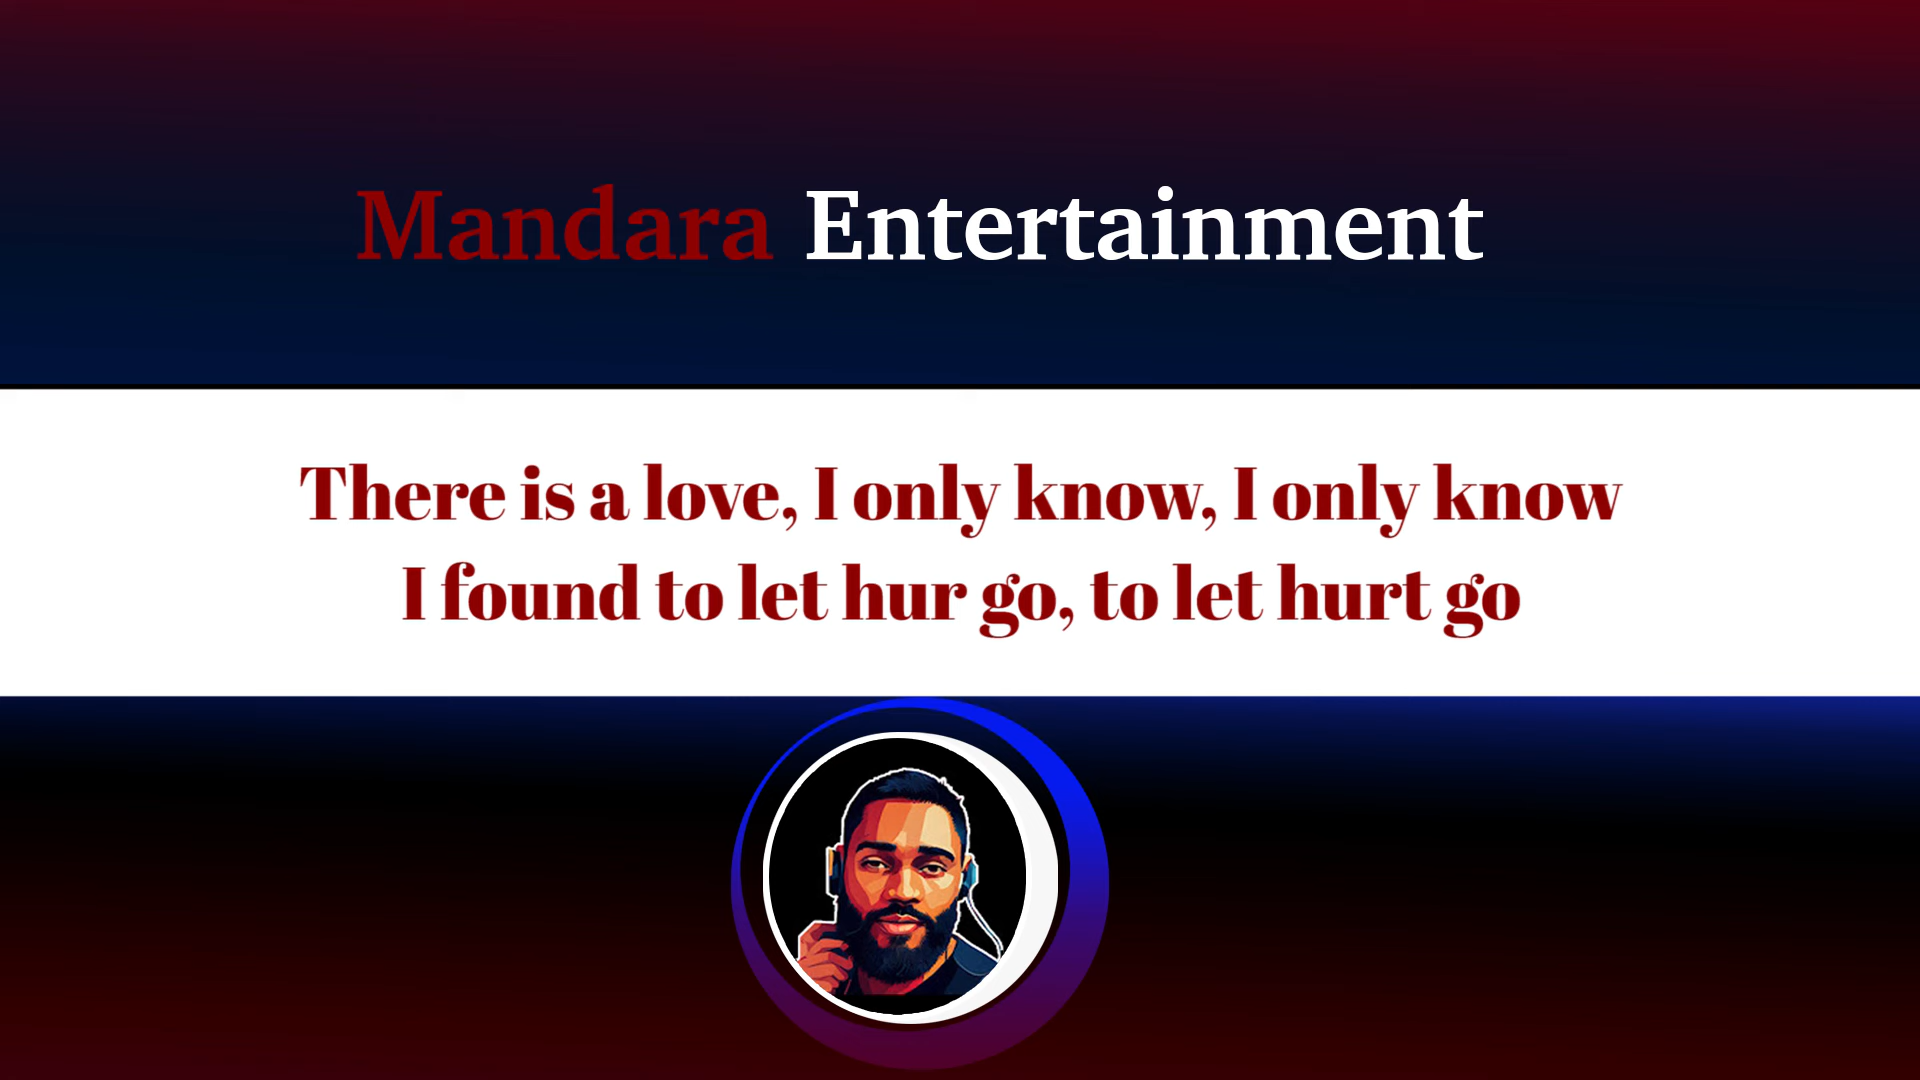 Mandara Entertainment
There is a love, I only know, I only know
I found to let hur go, to let hurt go